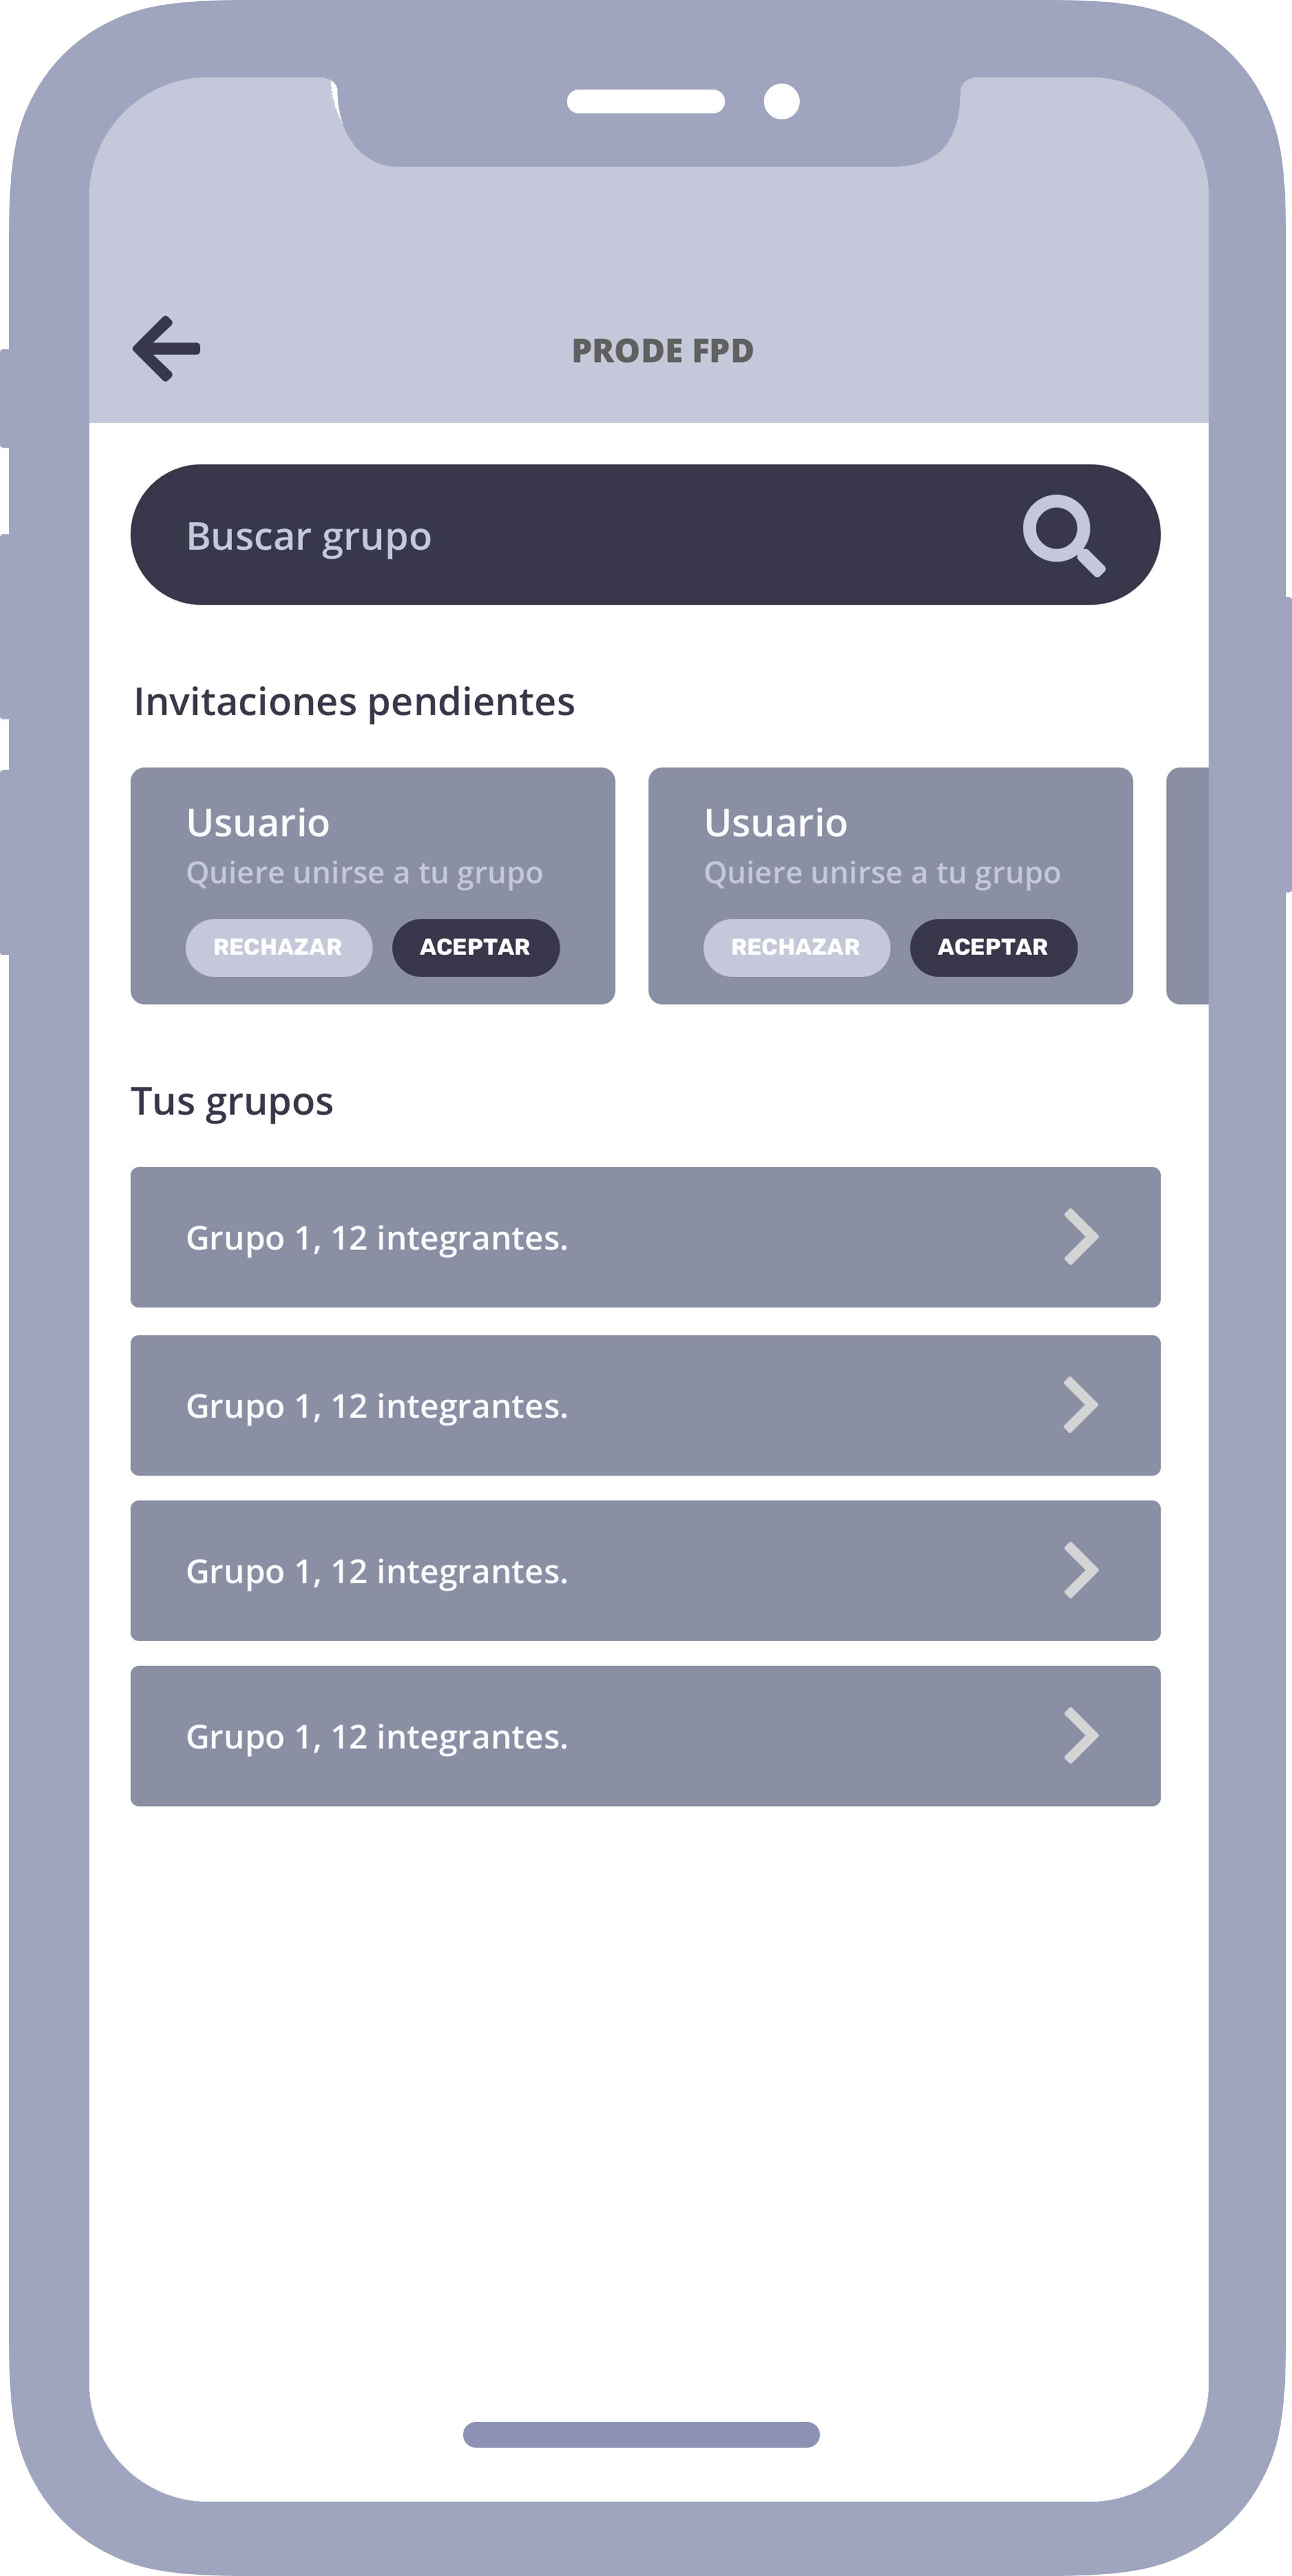 PRODE FPD
Buscar grupo
Invitaciones pendientes
Usuario
Quiere unirse a tu grupo
RECHAZAR
ACEPTAR
Usuario
Quiere unirse a tu grupo
RECHAZAR
ACEPTAR
Tus grupos
Grupo 1, 12 integrantes.
Grupo 1, 12 integrantes.
Grupo 1, 12 integrantes.
Grupo 1, 12 integrantes.